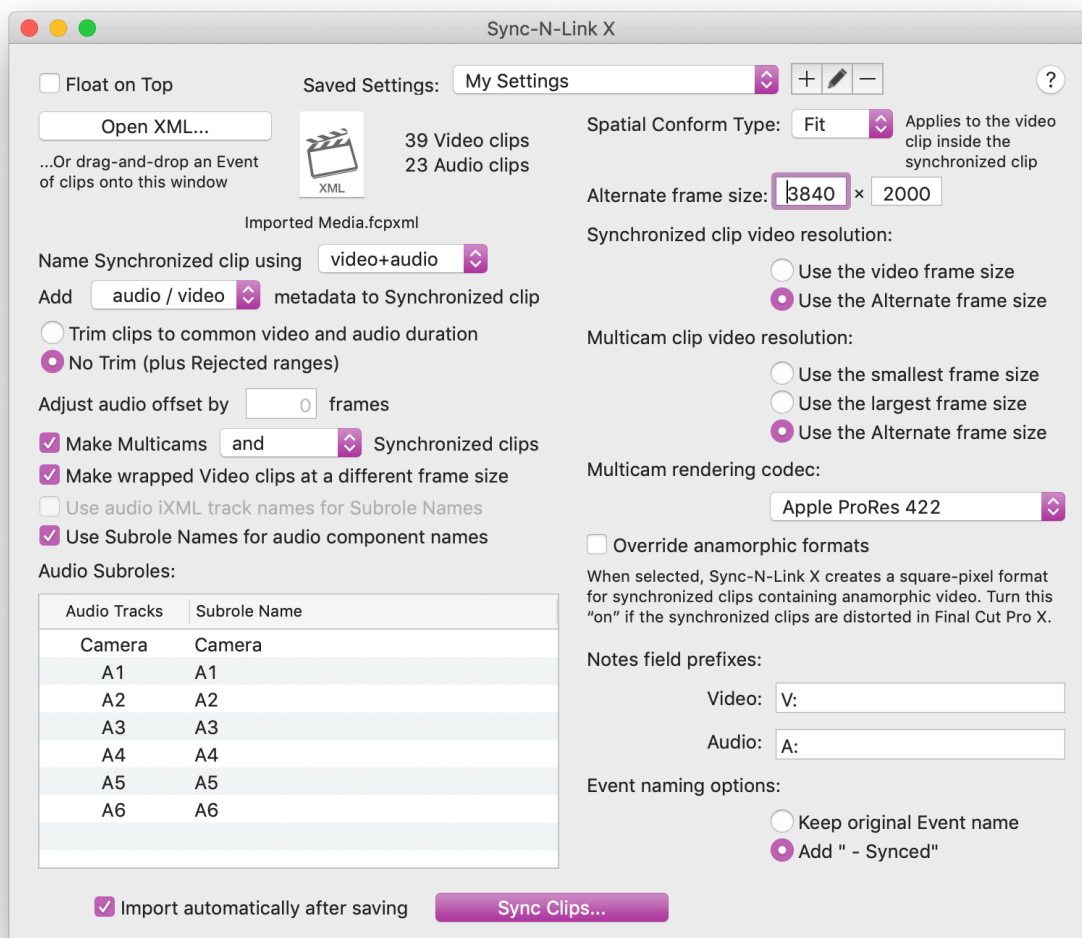 Sync-N-Link X
Float on Top
Saved Settings:
My Settings
?
Open XML...
...Or drag-and-drop an Event
of clips onto this window
XML
39 Video clips
23 Audio clips
Imported Media.fcpxml
Name Synchronized clip using
video+audio
Add
audio / video
metadata to Synchronized clip
Trim clips to common video and audio duration
No Trim (plus Rejected ranges)
Adjust audio offset by
0
frames
Make Multicams
and
Synchronized clips
Make wrapped Video clips at a different frame size
Use audio iXML track names for Subrole Names
Use Subrole Names for audio component names
Audio Subroles:
Audio Tracks Subrole Name
Camera Camera
A1 A1
A2 A2
A3 A3
A4 A4
A5 A5
A6 A6
Spatial Conform Type:
Fit
Applies to the video
clip inside the
synchronized clip
Alternate frame size: 3840 × 2000
Synchronized clip video resolution:
Use the video frame size
Use the Alternate frame size
Multicam clip video resolution:
Use the smallest frame size
Use the largest frame size
Use the Alternate frame size
Multicam rendering codec:
Apple ProRes 422
Override anamorphic formats
When selected, Sync-N-Link X creates a square-pixel format
for synchronized clips containing anamorphic video. Turn this
“on” if the synchronized clips are distorted in Final Cut Pro X.
Notes field prefixes:
Video: V:
Audio: A:
Event naming options:
Keep original Event name
Add " - Synced"
Import automatically after saving
Sync Clips...